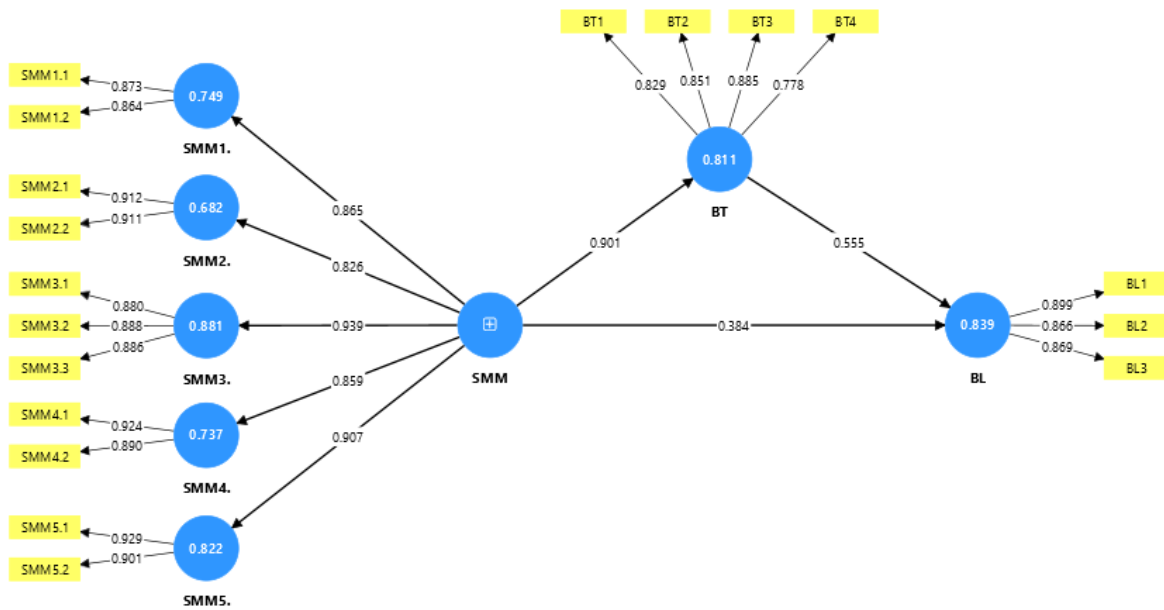 BT1 BT2 BT3 BT4
0.829 0.851 0.885 0.778
SMM1.1
SMM1.2
0.873
0.864
0.749
SMM1.
SMM2.1
SMM2.2
0.912
0.911
0.682
SMM2.
SMM3.1
SMM3.2
SMM3.3
0.880
0.888
0.886
0.881
SMM3.
SMM4.1
SMM4.2
0.924
0.890
0.737
SMM4.
SMM5.1
SMM5.2
0.929
0.901
0.822
SMM5.
0.865
0.826
0.939
0.859
0.907
SMM
0.901
0.811
BT
0.555
0.384
0.839
BL
0.899
0.866
0.869
BL1
BL2
BL3